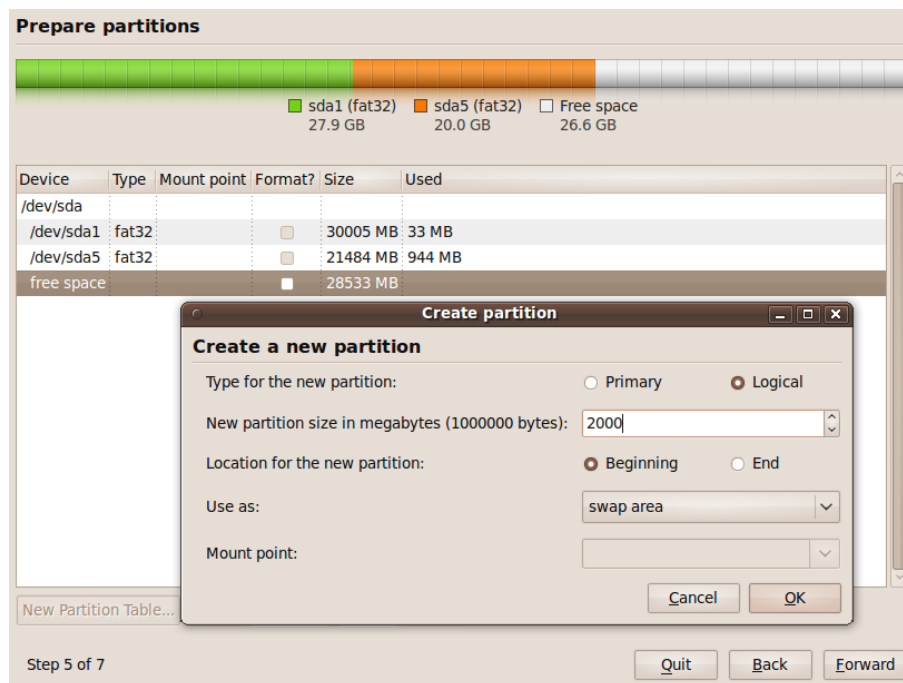 Prepare partitions
sda1 (fat32) sda5 (fat32) Free space
27.9 GB 20.0 GB 26.6 GB
Device Type Mount point Format? Size Used
/dev/sda
/dev/sda1 fat32 30005 MB 33 MB
/dev/sda5 fat32 21484 MB 944 MB
free space 28533 MB
Create partition
Create a new partition
Type for the new partition: Primary Logical
New partition size in megabytes (1000000 bytes): 2000
Location for the new partition: Beginning End
Use as: swap area
Mount point:
Cancel OK
New Partition Table...
Step 5 of 7 Quit Back Forward